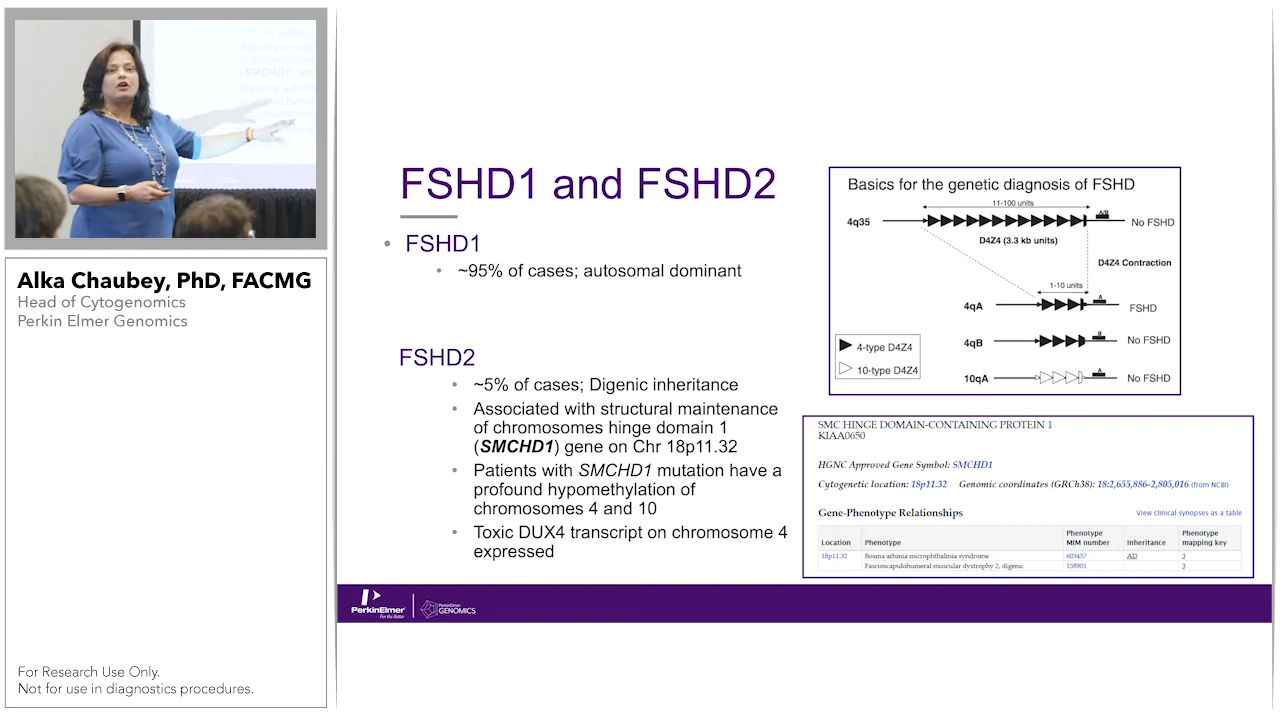 Alka Chaubey, PhD, FACMG
Head of Cytogenomics
Perkin Elmer Genomics
For Research Use Only.
Not for use in diagnostics procedures.
FSHD1 and FSHD2
• FSHD1
• ~95% of cases; autosomal dominant
FSHD2
• ~5% of cases; Digenic inheritance
• Associated with structural maintenance
of chromosomes hinge domain 1
(SMCHD1) gene on Chr 18p11.32
• Patients with SMCHD1 mutation have a
profound hypomethylation of
chromosomes 4 and 10
• Toxic DUX4 transcript on chromosome 4
expressed
Basics for the genetic diagnosis of FSHD
11-100 units
4q35 A/B No FSHD
D4Z4 (3.3 kb units)
D4Z4 Contraction
1-10 units
4qA A FSHD
4qB B No FSHD
10qA A No FSHD
4-type D4Z4
10-type D4Z4
SMC HINGE DOMAIN-CONTAINING PROTEIN 1
KIAA0650
HGNC Approved Gene Symbol: SMCHD1
Cytogenetic location: 18p11.32 Genomic coordinates (GRCh38): 18:2,655,886-2,805,016 (from NCBI)
Gene-Phenotype Relationships
View clinical synopses as a table
Location Phenotype Phenotype MIM number Inheritance Phenotype mapping key
18p11.32 Bosma arhinia microphthalmia syndrome 603457 AD 3
Fascioscapulohumeral muscular dystrophy 2, digenic 158901 3
PerkinElmer
For the Better
PerkinElmer
GENOMICS